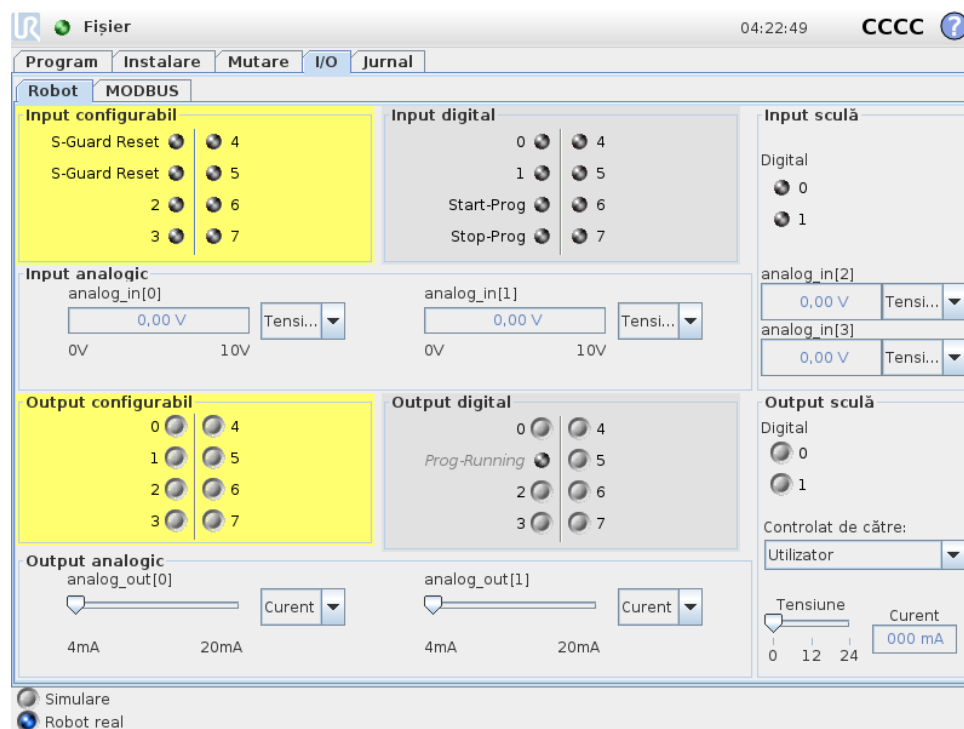 UR Fișier 04:22:49 CCCC ?
Program Instalare Mutare I/O Jurnal
Robot MODBUS
Input configurabil
S-Guard Reset 4
S-Guard Reset 5
2 6
3 7
Input digital
0 4
1 5
Start-Prog 6
Stop-Prog 7
Input sculă
Digital
0
1
analog_in[2]
0,00 V Tensi...
analog_in[3]
0,00 V Tensi...
Input analogic
analog_in[0]
0,00 V Tensi...
0V 10V
analog_in[1]
0,00 V Tensi...
0V 10V
Output configurabil
0 4
1 5
2 6
3 7
Output digital
0 4
Prog-Running 5
2 6
3 7
Output sculă
Digital
0
1
Controlat de către:
Utilizator
Tensiune
0 12 24
Curent
000 mA
Output analogic
analog_out[0]
Curent
4mA 20mA
analog_out[1]
Curent
4mA 20mA
Simulare
Robot real